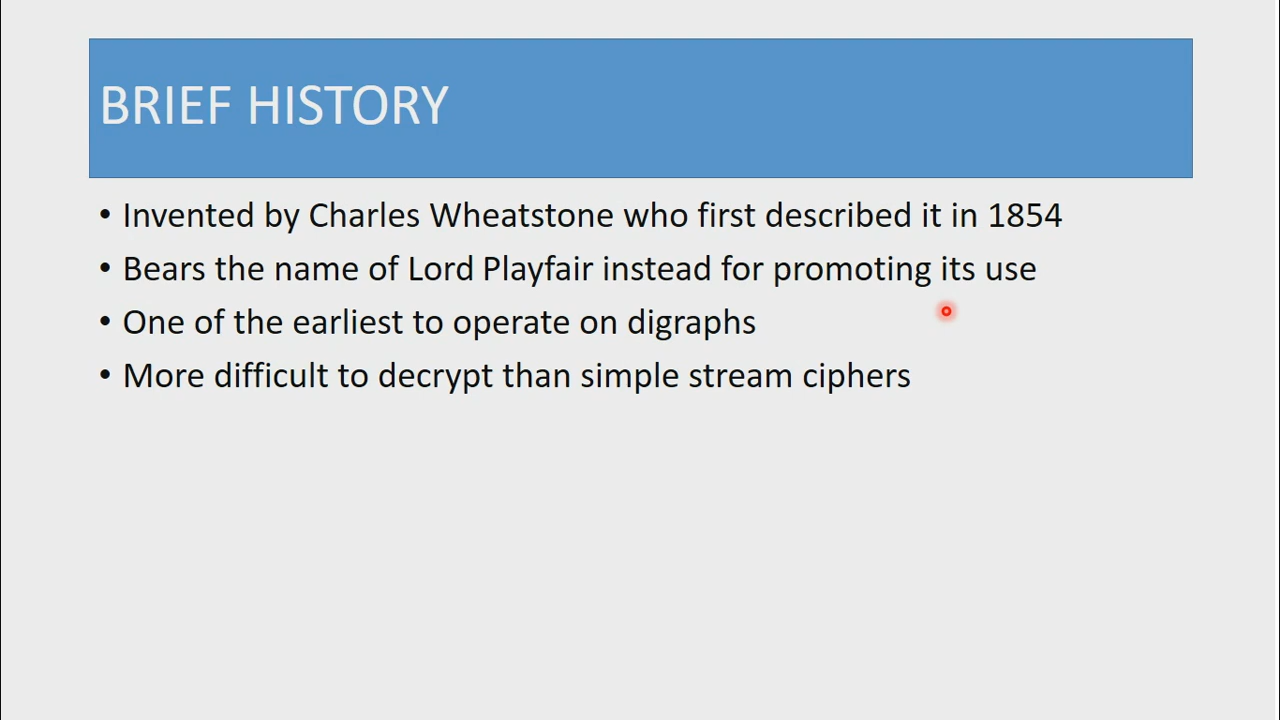 BRIEF HISTORY
• Invented by Charles Wheatstone who first described it in 1854
• Bears the name of Lord Playfair instead for promoting its use
• One of the earliest to operate on digraphs
• More difficult to decrypt than simple stream ciphers